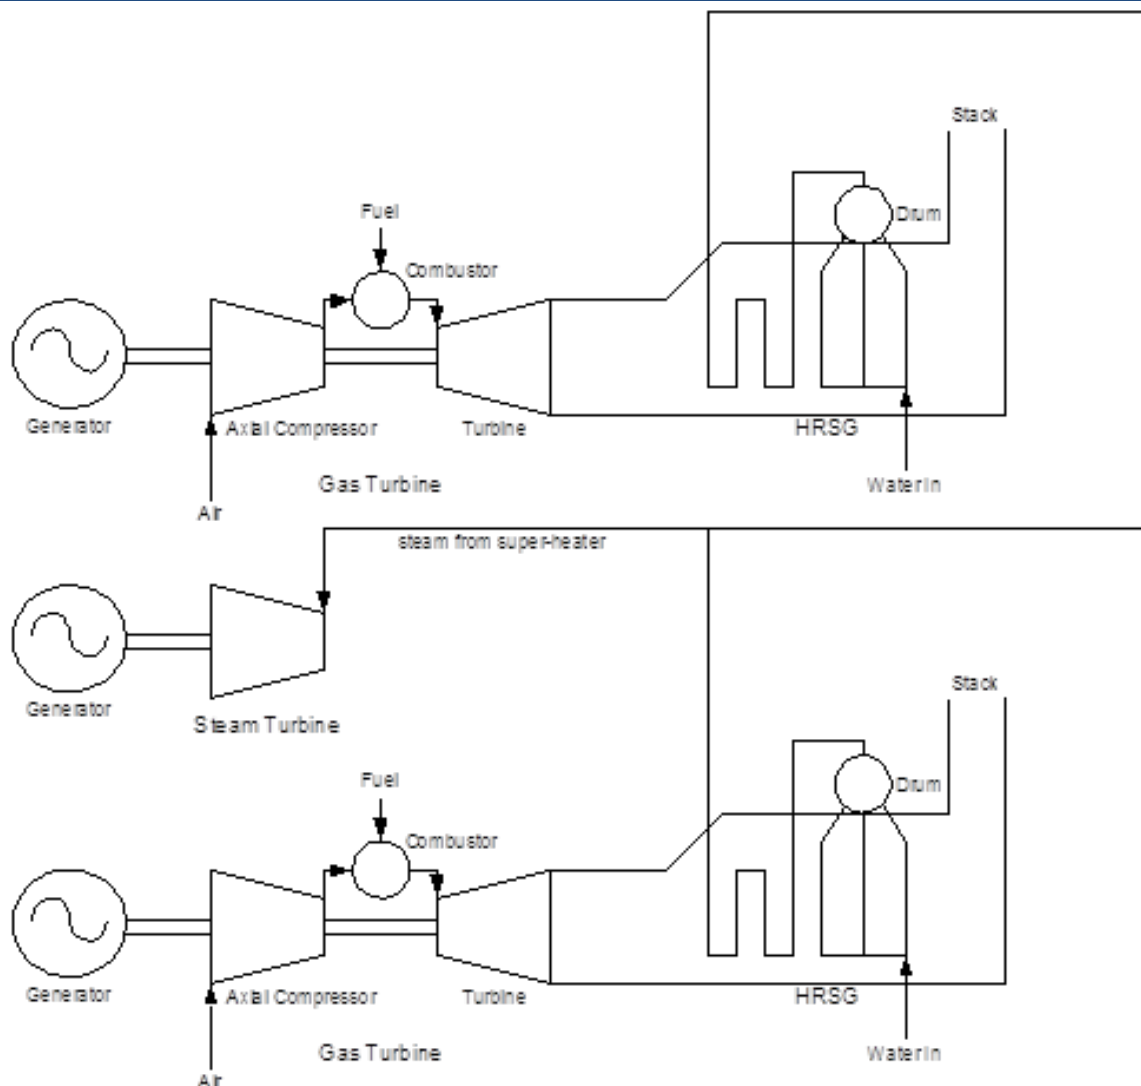 Stack
Drum
Fuel
Combustor
Generator
Axial Compressor
Turbine
HRSG
Gas Turbine
Water In
Air
steam from super-heater
Generator
Steam Turbine
Stack
Drum
Fuel
Combustor
Generator
Axial Compressor
Turbine
HRSG
Gas Turbine
Water In
Air